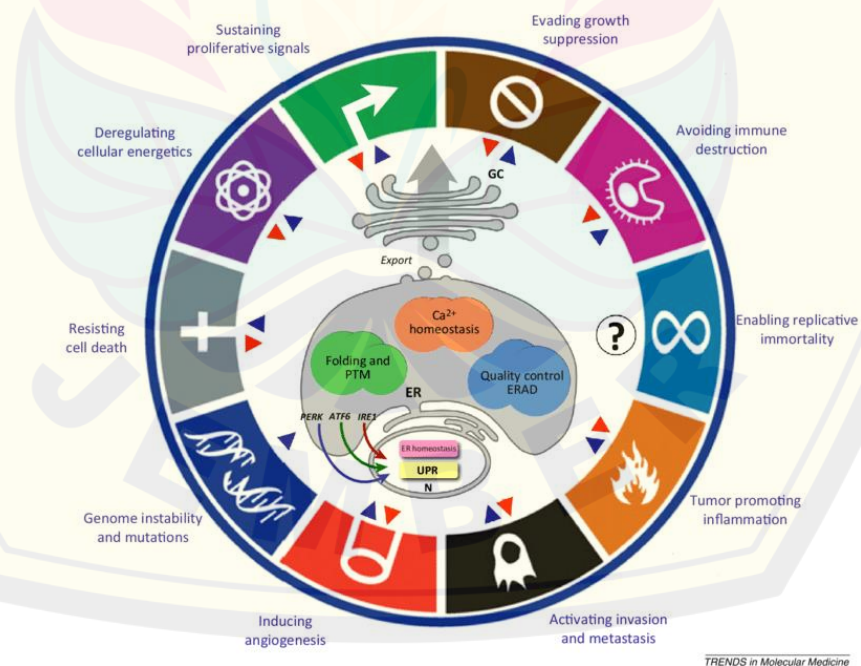 Sustaining
proliferative signals
Evading growth
suppression
Deregulating
cellular energetics
Avoiding immune
destruction
GC
Export
Ca2+
homeostasis
Resisting
cell death
?
Enabling replicative
immortality
Folding and
PTM
Quality control
ERAD
ER
PERK ATF6 IRE1
ER homeostasis
UPR
N
Genome instability
and mutations
Tumor promoting
inflammation
Inducing
angiogenesis
Activating invasion
and metastasis
TRENDS in Molecular Medicine
JEMBER